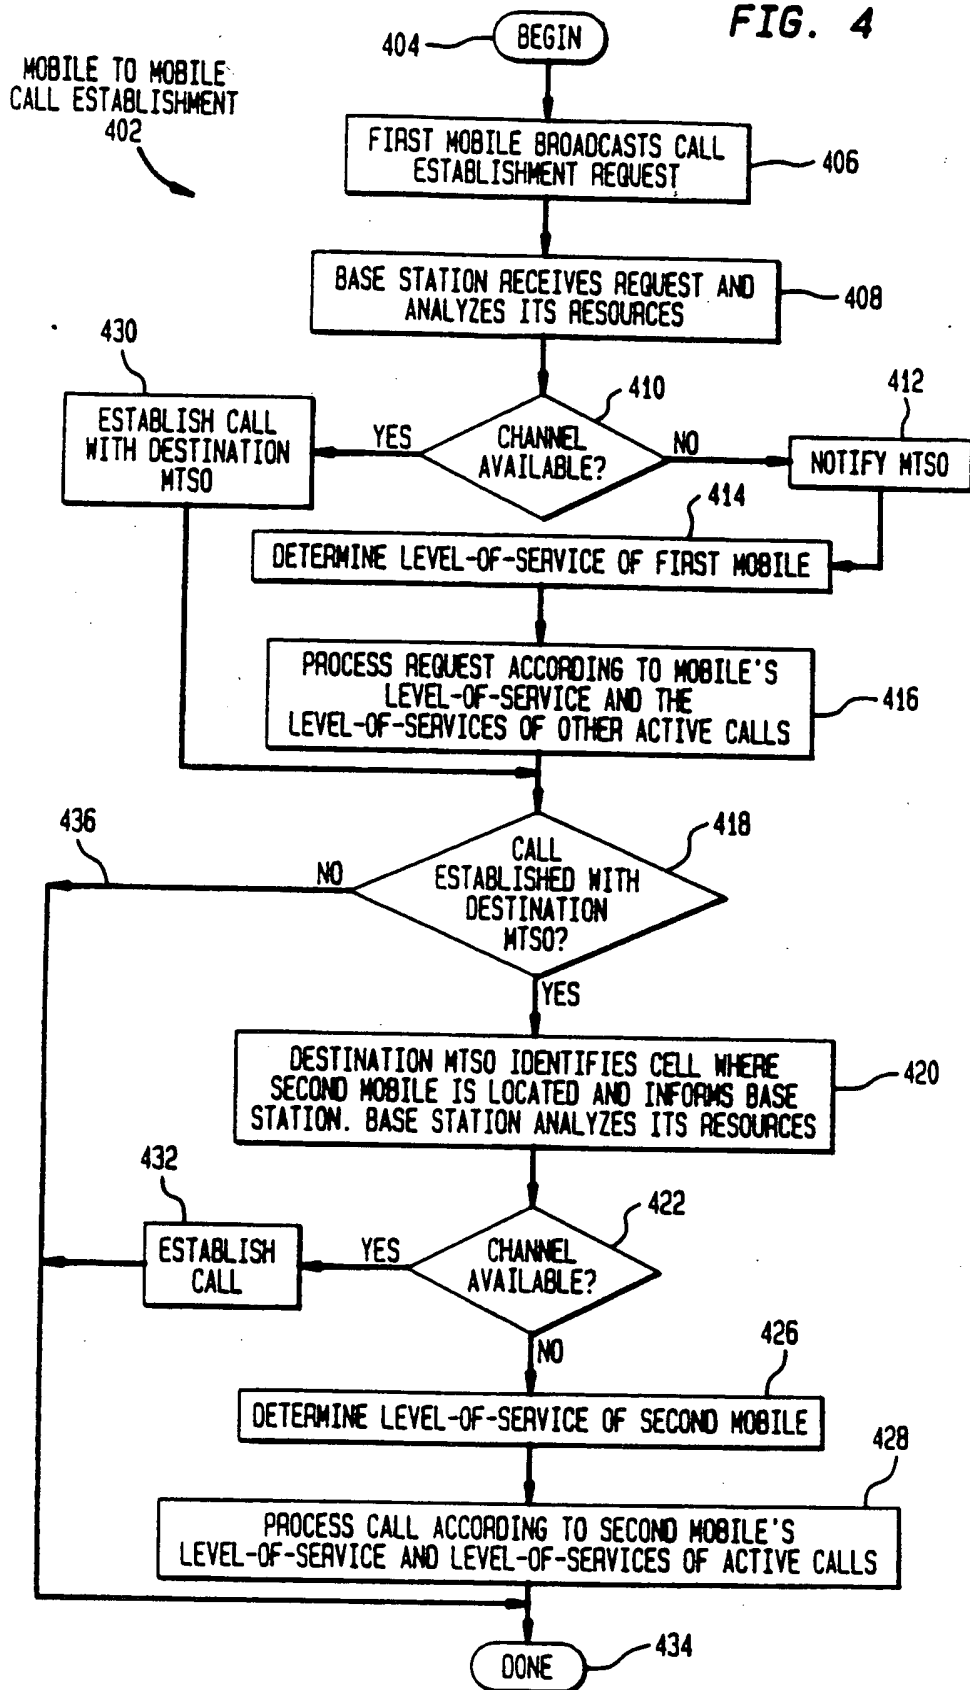 FIG. 4
404
BEGIN
MOBILE TO MOBILE
CALL ESTABLISHMENT
402
FIRST MOBILE BROADCASTS CALL
ESTABLISHMENT REQUEST
406
BASE STATION RECEIVES REQUEST AND
ANALYZES ITS RESOURCES
408
430
410
412
ESTABLISH CALL
WITH DESTINATION
MTSO
YES
CHANNEL
AVAILABLE?
NO
NOTIFY MTSO
414
DETERMINE LEVEL-OF-SERVICE OF FIRST MOBILE
PROCESS REQUEST ACCORDING TO MOBILE'S
LEVEL-OF-SERVICE AND THE
LEVEL-OF-SERVICES OF OTHER ACTIVE CALLS
416
436
418
NO
CALL
ESTABLISHED WITH
DESTINATION
MTSO?
YES
DESTINATION MTSO IDENTIFIES CELL WHERE
SECOND MOBILE IS LOCATED AND INFORMS BASE
STATION. BASE STATION ANALYZES ITS RESOURCES
420
432
422
ESTABLISH
CALL
YES
CHANNEL
AVAILABLE?
NO
426
DETERMINE LEVEL-OF-SERVICE OF SECOND MOBILE
428
PROCESS CALL ACCORDING TO SECOND MOBILE'S
LEVEL-OF-SERVICE AND LEVEL-OF-SERVICES OF ACTIVE CALLS
DONE
434